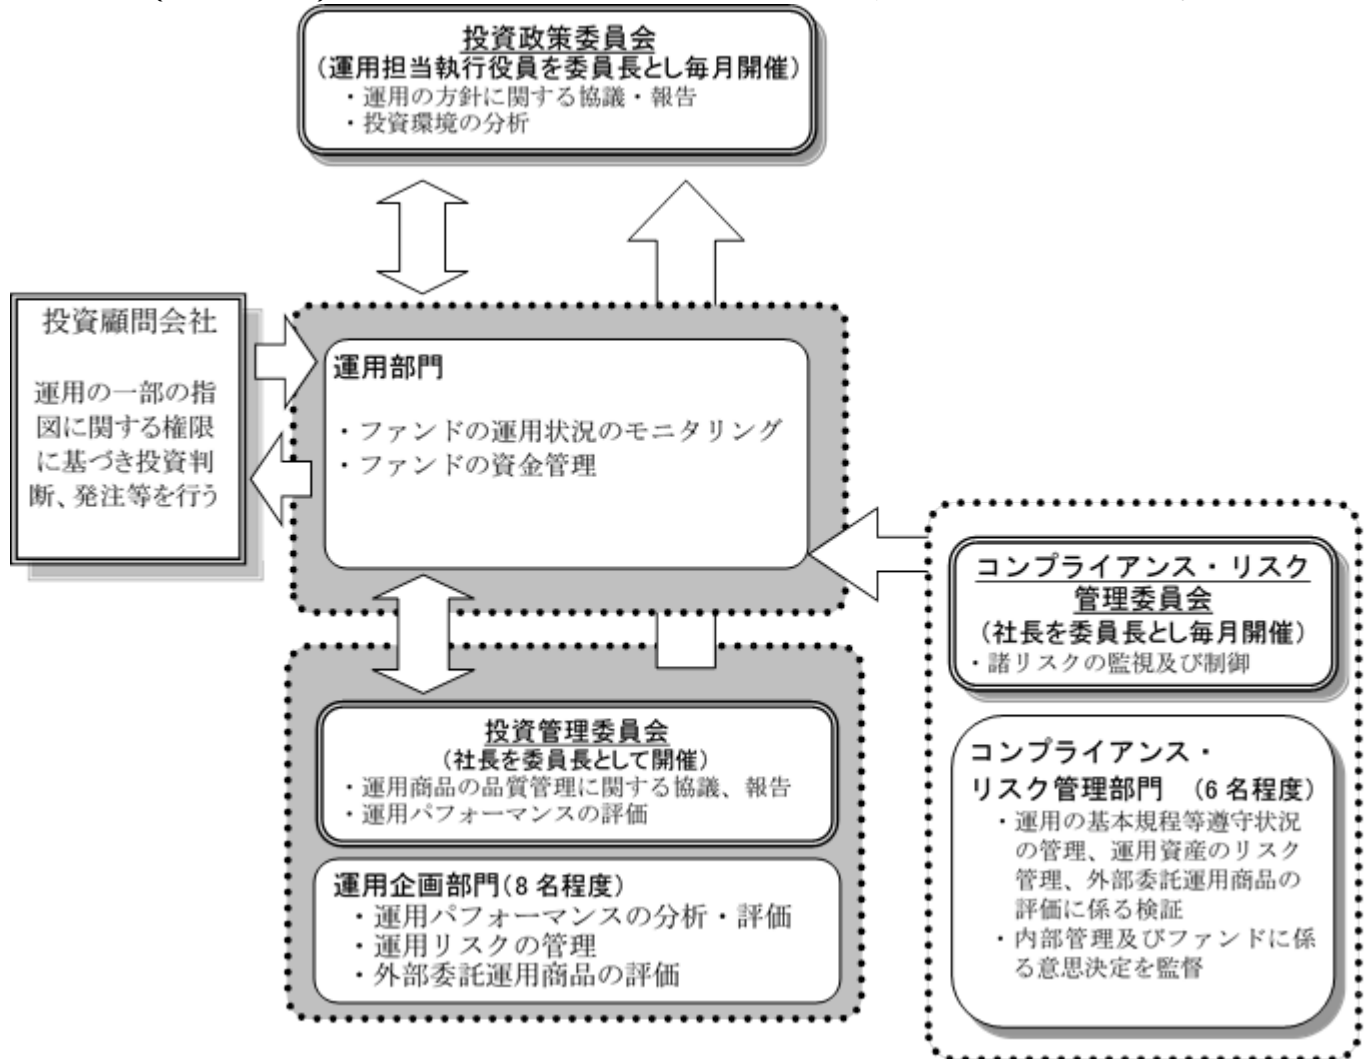 投資政策委員会
（運用担当執行役員を委員長とし毎月開催）
・運用の方針に関する協議・報告
・投資環境の分析
投資顧問会社
運用の一部の指
図に関する権限
に基づき投資判
断、発注等を行う
運用部門
・ファンドの運用状況のモニタリング
・ファンドの資金管理
投資管理委員会
（社長を委員長として開催）
・運用商品の品質管理に関する協議、報告
・運用パフォーマンスの評価
運用企画部門（8名程度）
・運用パフォーマンスの分析・評価
・運用リスクの管理
・外部委託運用商品の評価
コンプライアンス・リスク
管理委員会
（社長を委員長とし毎月開催）
・諸リスクの監視及び制御
コンプライアンス・
リスク管理部門　（6名程度）
・運用の基本規程等遵守状況
の管理、運用資産のリスク
管理、外部委託運用商品の
評価に係る検証
・内部管理及びファンドに係
る意思決定を監督